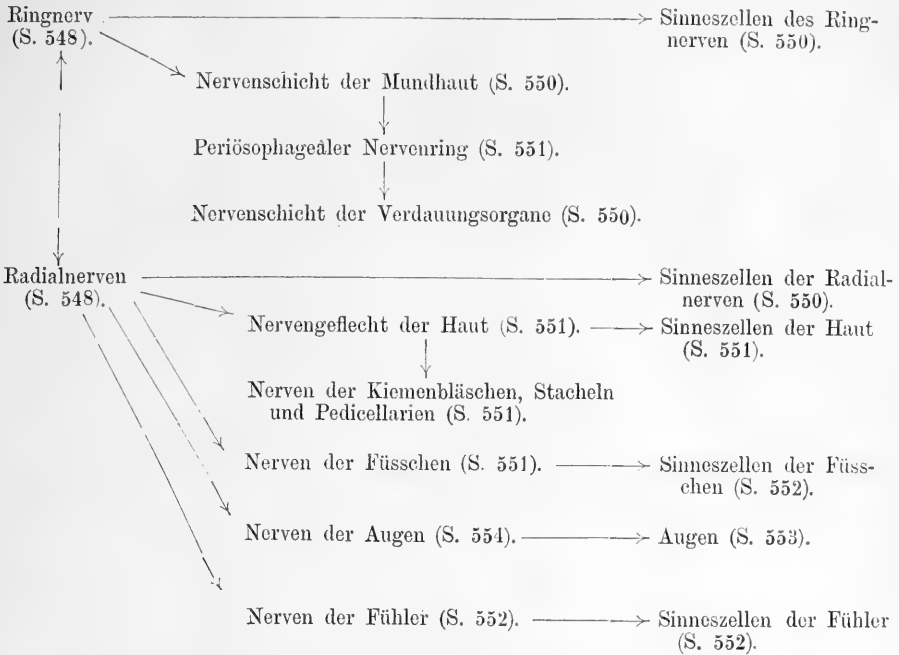 Ringnerv
(S. 548).
Sinneszellen des Ring-
nerven (S. 550).
Nervenschicht der Mundhaut (S. 550).
Periösophageäler Nervenring (S. 551).
Nervenschicht der Verdauungsorgane (S. 550).
Radialnerven
(S. 548).
Sinneszellen der Radial-
nerven (S. 550).
Nervengeflecht der Haut (S. 551).
Sinneszellen der Haut
(S. 551).
Nerven der Kiemenbläschen, Stacheln
und Pedicellarien (S. 551).
Nerven der Füsschen (S. 551).
Sinneszellen der Füss-
chen (S. 552).
Nerven der Augen (S. 554).
Augen (S. 553).
Nerven der Fühler (S. 552).
Sinneszellen der Fühler
(S. 552).